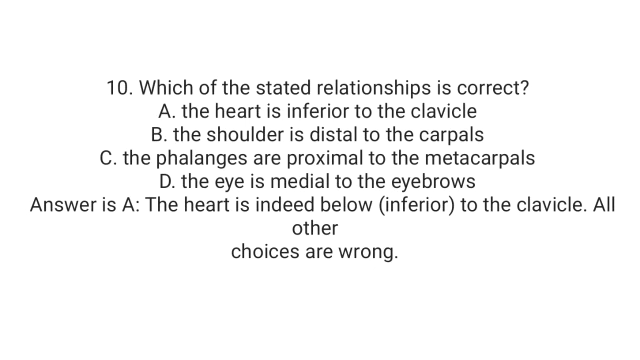 10. Which of the stated relationships is correct?
A. the heart is inferior to the clavicle
B. the shoulder is distal to the carpals
C. the phalanges are proximal to the metacarpals
D. the eye is medial to the eyebrows
Answer is A: The heart is indeed below (inferior) to the clavicle. All
other
choices are wrong.